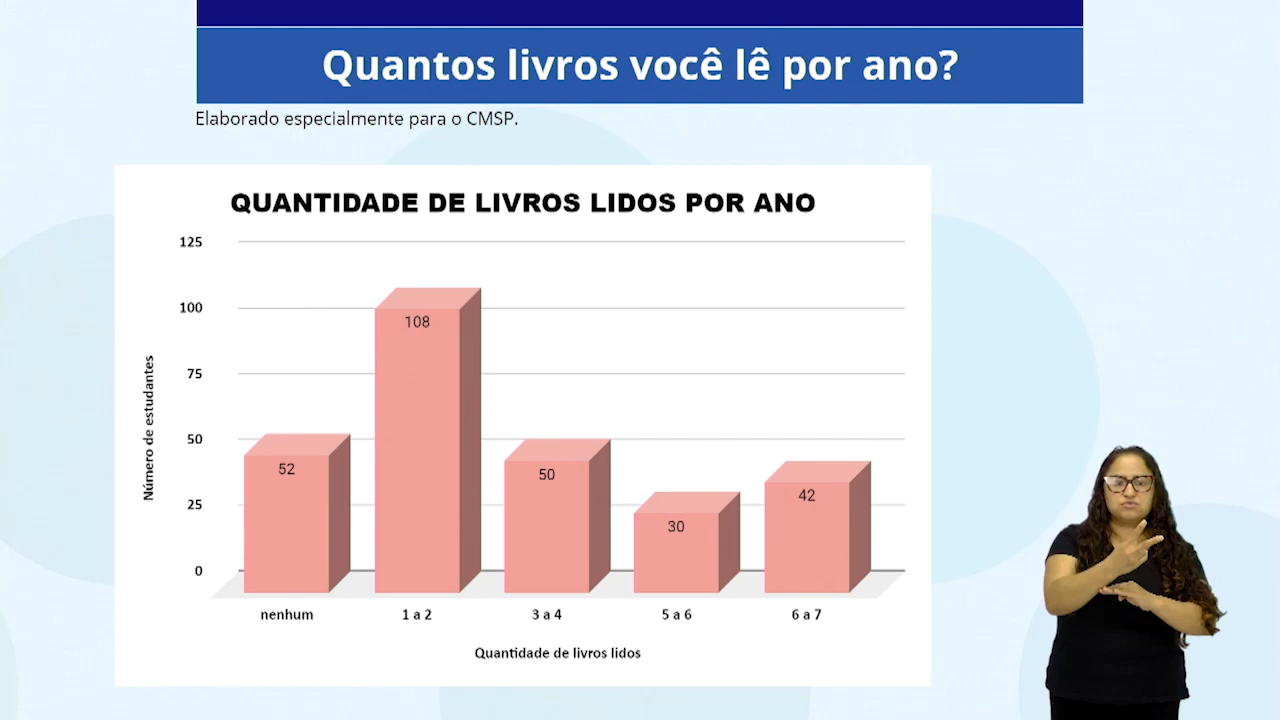 Quantos livros você lê por ano?
Elaborado especialmente para o CMSP.
QUANTIDADE DE LIVROS LIDOS POR ANO
125
100
75
50
25
0
Número de estudantes
52
108
50
30
42
nenhum
1 a 2
3 a 4
5 a 6
6 a 7
Quantidade de livros lidos